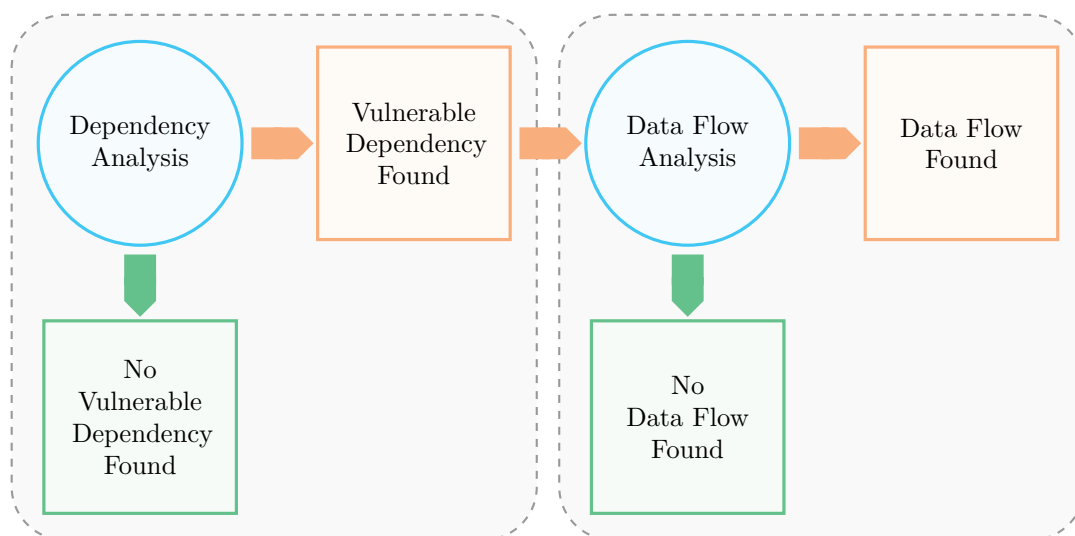 Dependency
Analysis
Vulnerable
Dependency
Found
Data Flow
Analysis
Data Flow
Found
No
Vulnerable
Dependency
Found
No
Data Flow
Found